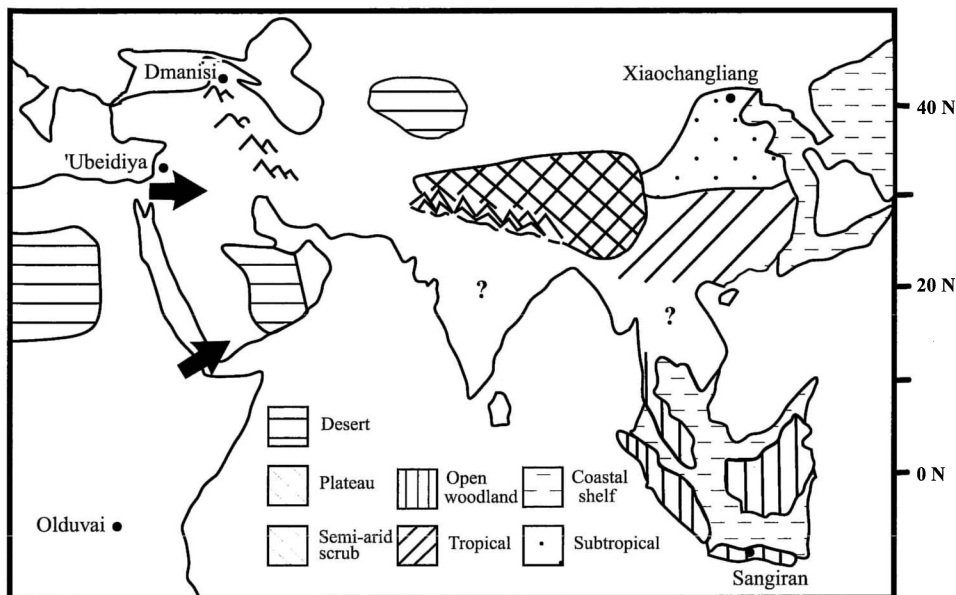 Dmanisi
Xiaochangliang
40 N
'Ubeidiya
20 N
?
?
Desert
Plateau
Open
woodland
Coastal
shelf
0 N
Olduvai
Semi-arid
scrub
Tropical
Subtropical
Sangiran